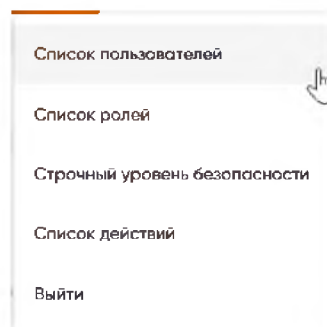 Список пользователей
Список ролей
Строчный уровень безопасности
Список действий
Выйти